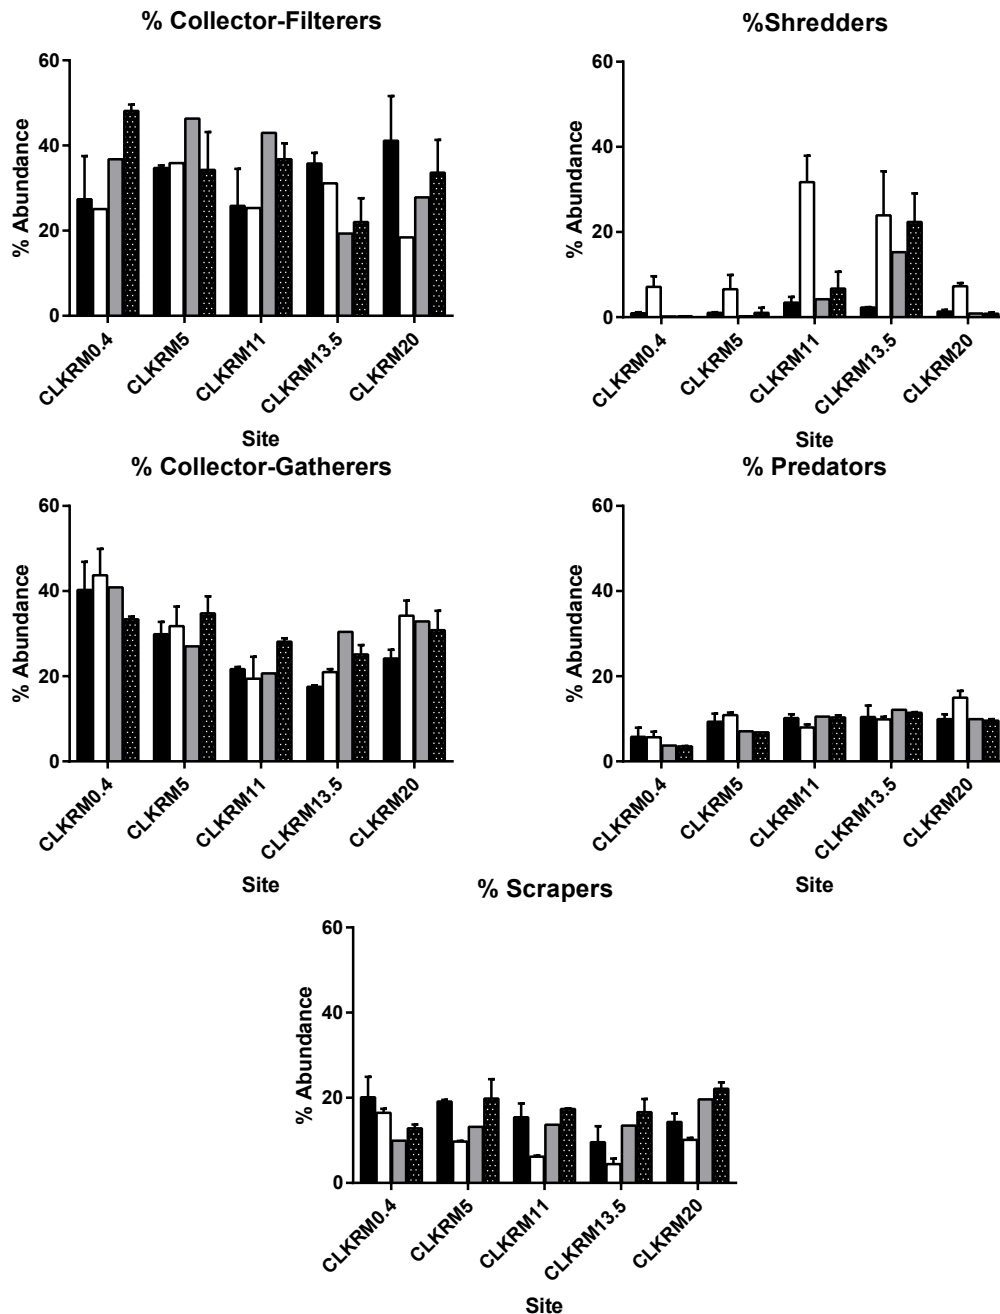 % Collector-Filterers
60
40
20
0
% Abundance
CLKRM0.4
CLKRM5
CLKRM11
CLKRM13.5
CLKRM20
Site
%Shredders
60
40
20
0
% Abundance
CLKRM0.4
CLKRM5
CLKRM11
CLKRM13.5
CLKRM20
Site
% Collector-Gatherers
60
40
20
0
% Abundance
CLKRM0.4
CLKRM5
CLKRM11
CLKRM13.5
CLKRM20
Site
% Predators
60
40
20
0
% Abundance
CLKRM0.4
CLKRM5
CLKRM11
CLKRM13.5
CLKRM20
Site
% Scrapers
60
40
20
0
% Abundance
CLKRM0.4
CLKRM5
CLKRM11
CLKRM13.5
CLKRM20
Site